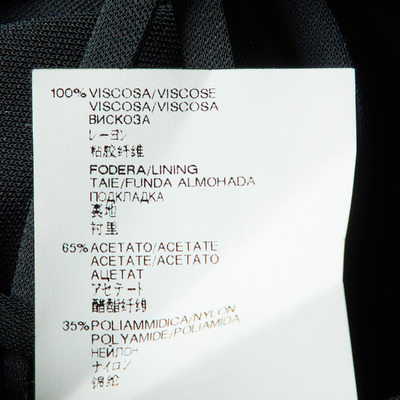 100% VISCOSA/VISCOSE
VISCOSA/VISCOSA
ВИСКОЗА
レーヨン
粘胶纤维
FODERA/LINING
TAIE/FUNDA ALMOHADA
ПОДКЛАДКА
裏地
衬里
65% ACETATO/ACETATE
ACETATE/ACETATO
АЦЕТАТ
アセテート
醋酯纤维
35% POLIAMMIDICA/NYLON
POLYAMIDE/POLIAMIDA
НЕЙЛОН
ナイロン
锦纶